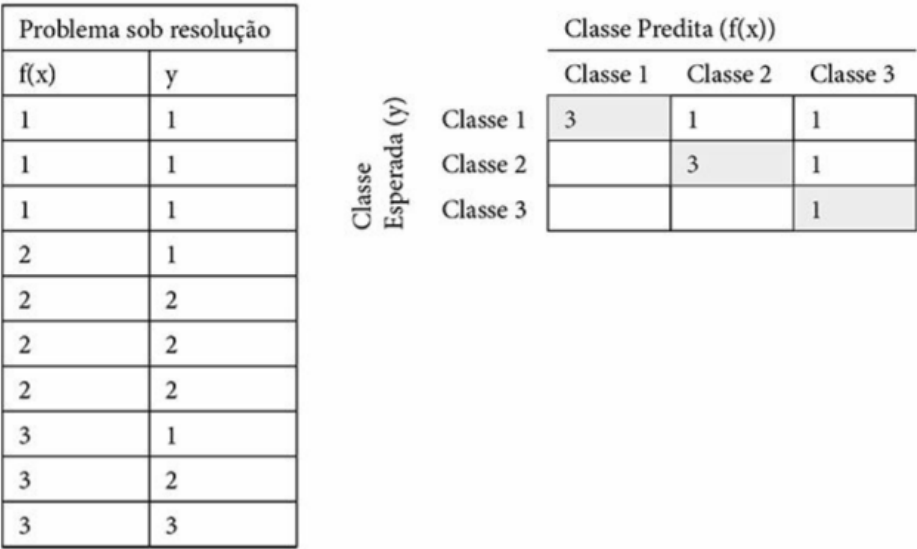 Problema sob resolução
f(x) y
1 1
1 1
1 1
2 1
2 2
2 2
2 2
3 1
3 2
3 3
Classe Predita (f(x))
Classe 1 Classe 2 Classe 3
Classe
Esperada (y)
Classe 1 3 1 1
Classe 2 3 1
Classe 3 1